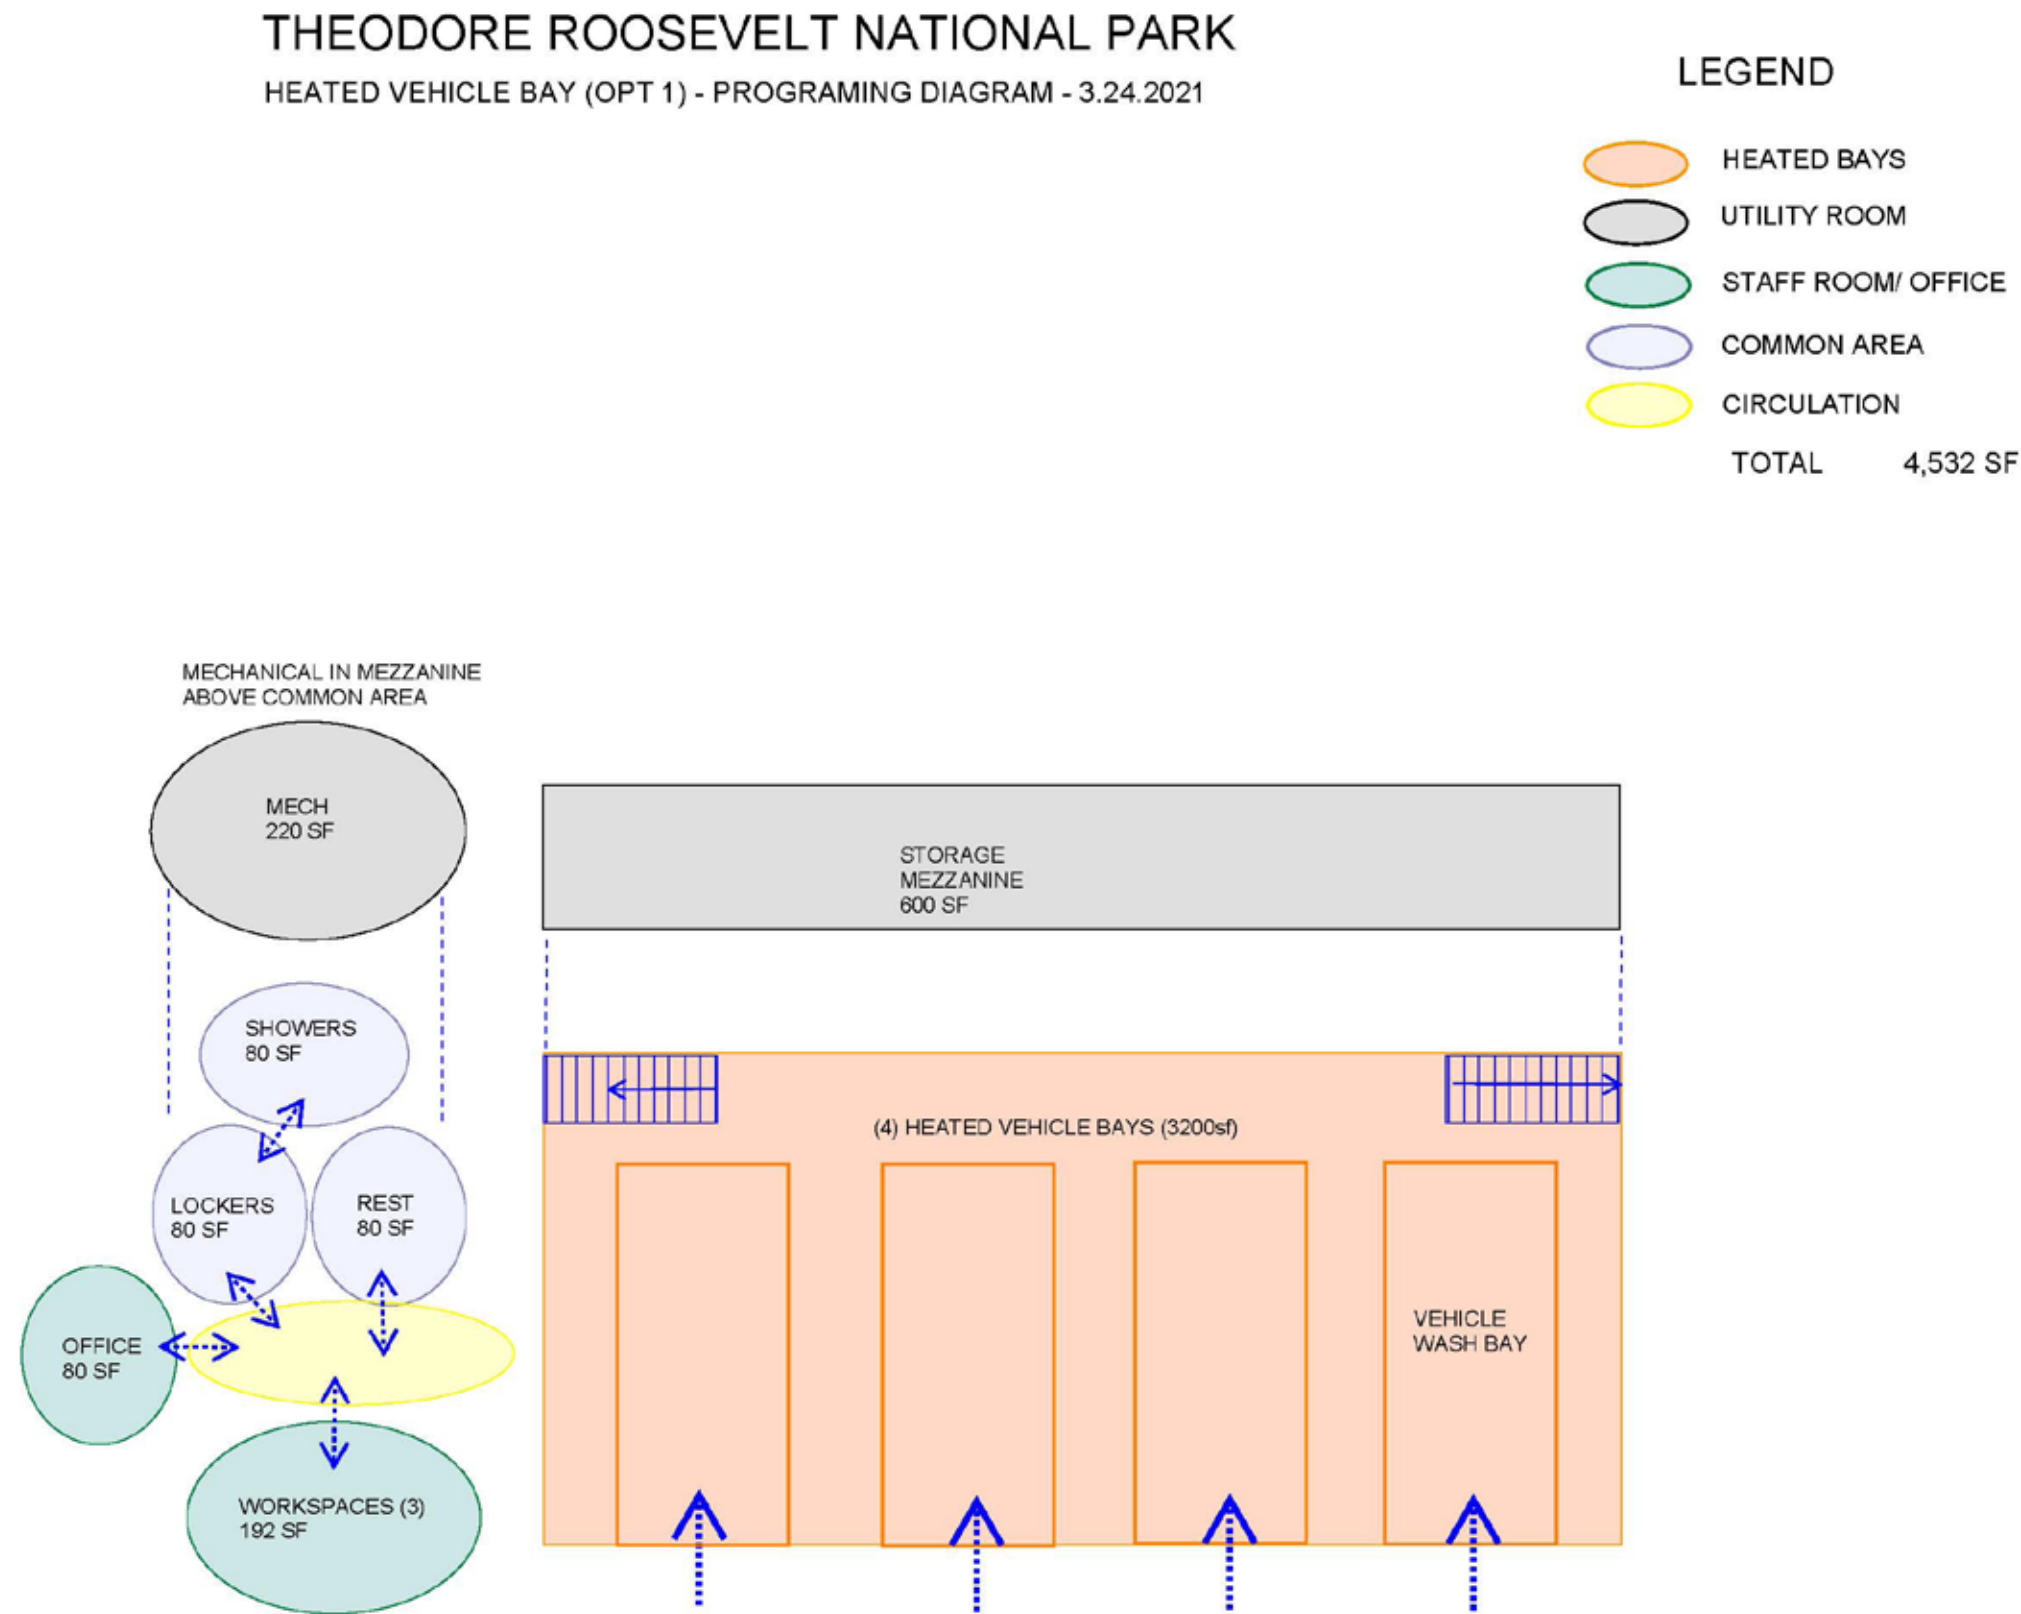 THEODORE ROOSEVELT NATIONAL PARK
HEATED VEHICLE BAY (OPT 1) - PROGRAMING DIAGRAM - 3.24.2021
LEGEND
HEATED BAYS
UTILITY ROOM
STAFF ROOM/ OFFICE
COMMON AREA
CIRCULATION
TOTAL 4,532 SF
MECHANICAL IN MEZZANINE
ABOVE COMMON AREA
MECH
220 SF
STORAGE
MEZZANINE
600 SF
SHOWERS
80 SF
(4) HEATED VEHICLE BAYS (3200sf)
LOCKERS
80 SF
REST
80 SF
OFFICE
80 SF
VEHICLE
WASH BAY
WORKSPACES (3)
192 SF